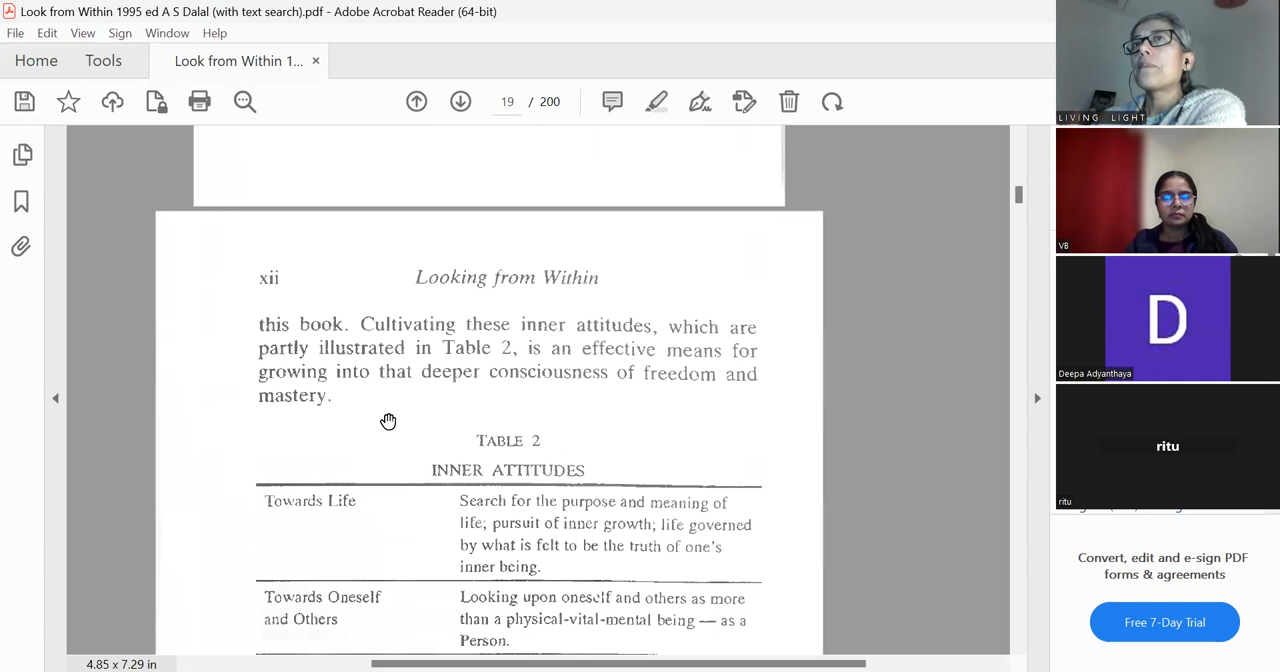 Look from Within 1995 ed A S Dalal (with text search).pdf - Adobe Acrobat Reader (64-bit)
File Edit View Sign Window Help
Home Tools Look from Within 1... ×
19 / 200
xii Looking from Within
this book. Cultivating these inner attitudes, which are
partly illustrated in Table 2, is an effective means for
growing into that deeper consciousness of freedom and
mastery.
TABLE 2
INNER ATTITUDES
Towards Life
Search for the purpose and meaning of
life; pursuit of inner growth; life governed
by what is felt to be the truth of one's
inner being.
Towards Oneself
and Others
Looking upon oneself and others as more
than a physical-vital-mental being — as a
Person.
4.85 x 7.29 in
LIVING LIGHT
VB
D
Deepa Adyanthaya
ritu
ritu
Convert, edit and e-sign PDF
forms & agreements
Free 7-Day Trial